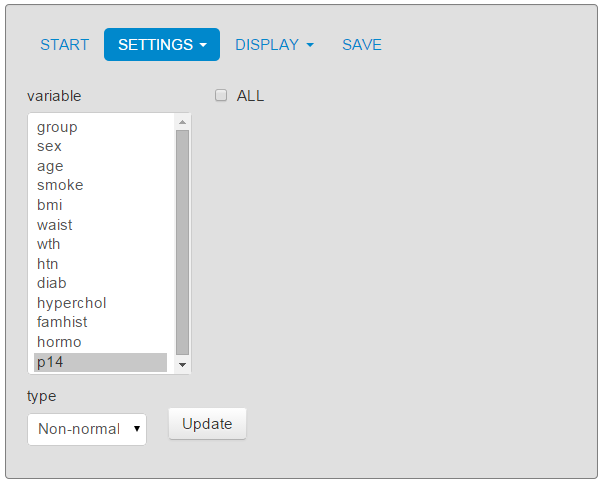 START SETTINGS DISPLAY SAVE
variable ALL
group
sex
age
smoke
bmi
waist
wth
htn
diab
hyperchol
famhist
hormo
p14
type
Non-normal Update